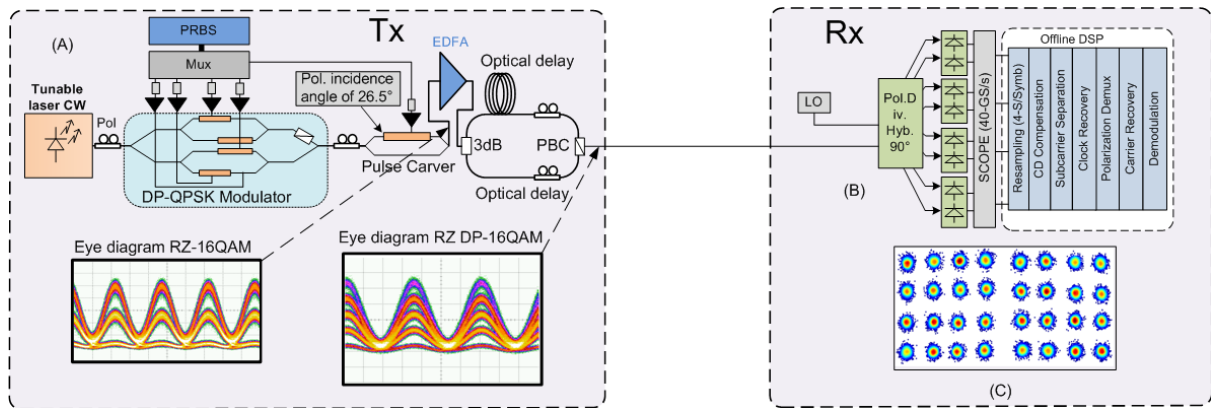 Tx
(A)
PRBS
Mux
EDFA
Optical delay
Pol. incidence
angle of 26.5°
Tunable
laser CW
Pol
3dB
PBC
Pulse Carver
Optical delay
DP-QPSK Modulator
Eye diagram RZ-16QAM
Eye diagram RZ DP-16QAM
Rx
Offline DSP
LO
Pol.D
iv.
Hyb.
90°
(B)
SCOPE (40-GS/s)
Resampling (4-S/Symb)
CD Compensation
Subcarrier Separation
Clock Recovery
Polarization Demux
Carrier Recovery
Demodulation
(C)